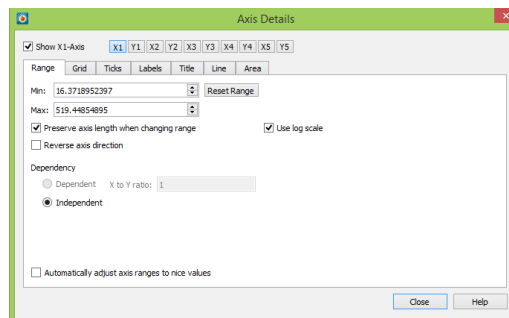 Axis Details
Show X1-Axis X1 Y1 X2 Y2 X3 Y3 X4 Y4 X5 Y5
Range Grid Ticks Labels Title Line Area
Min: 16.3718952397 Reset Range
Max: 519.44854895
Preserve axis length when changing range Use log scale
Reverse axis direction
Dependency
Dependent X to Y ratio: 1
Independent
Automatically adjust axis ranges to nice values
Close Help